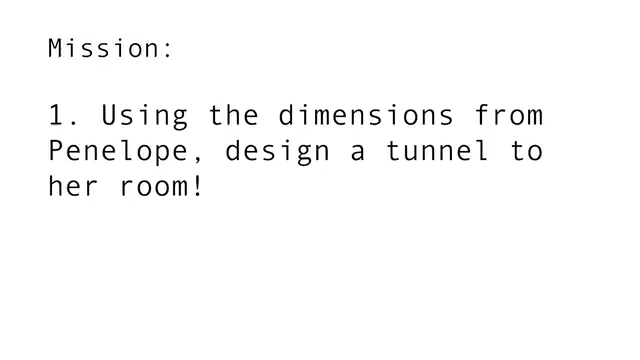 Mission:
1. Using the dimensions from
Penelope, design a tunnel to
her room!